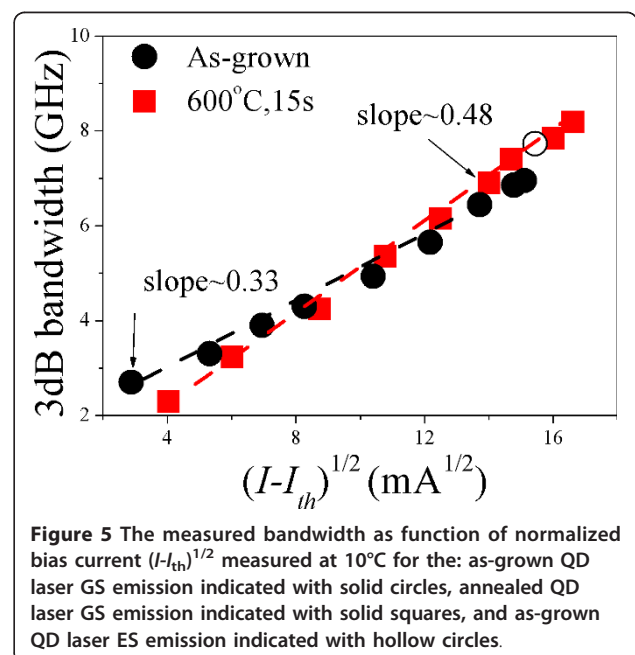 10
8
6
4
2
3dB bandwidth (GHz)
As-grown
600°C,15s
slope~0.48
slope~0.33
4 8 12 16
(I-I_th)^1/2 (mA^1/2)
Figure 5 The measured bandwidth as function of normalized
bias current (I-I_th)^1/2 measured at 10°C for the: as-grown QD
laser GS emission indicated with solid circles, annealed QD
laser GS emission indicated with solid squares, and as-grown
QD laser ES emission indicated with hollow circles.